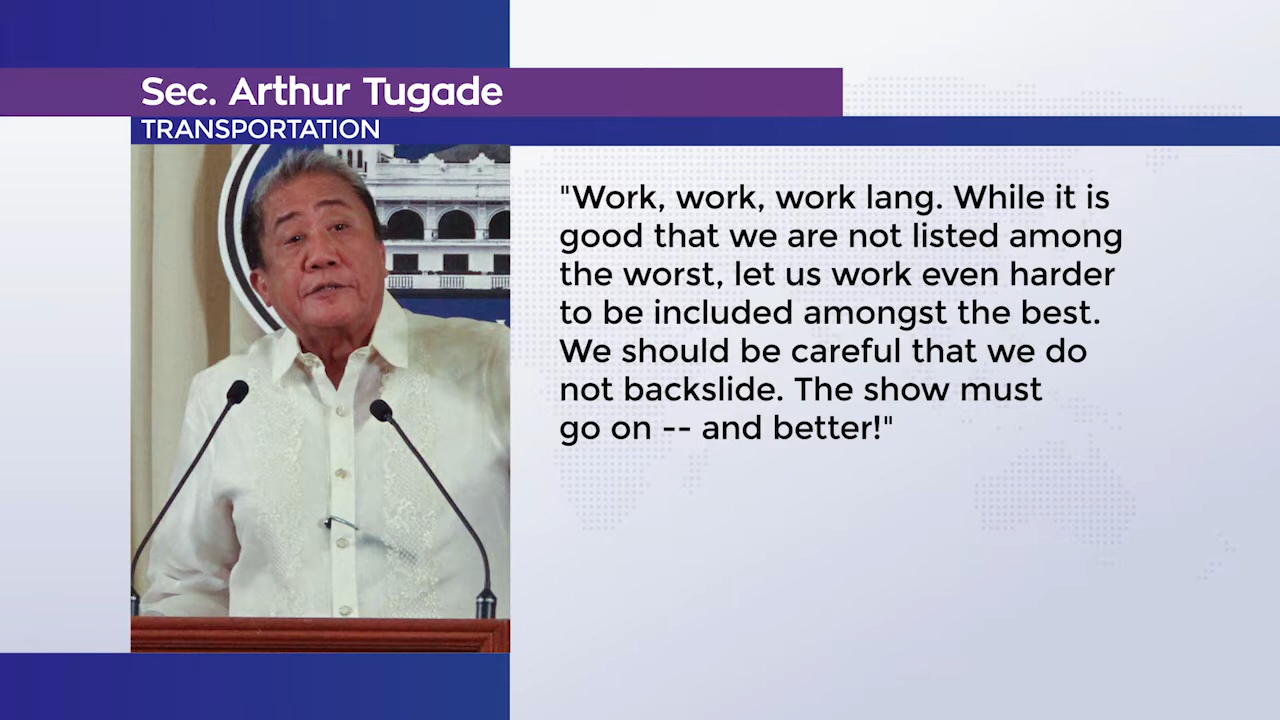 Sec. Arthur Tugade
TRANSPORTATION
"Work, work, work lang. While it is
good that we are not listed among
the worst, let us work even harder
to be included amongst the best.
We should be careful that we do
not backslide. The show must
go on -- and better!"